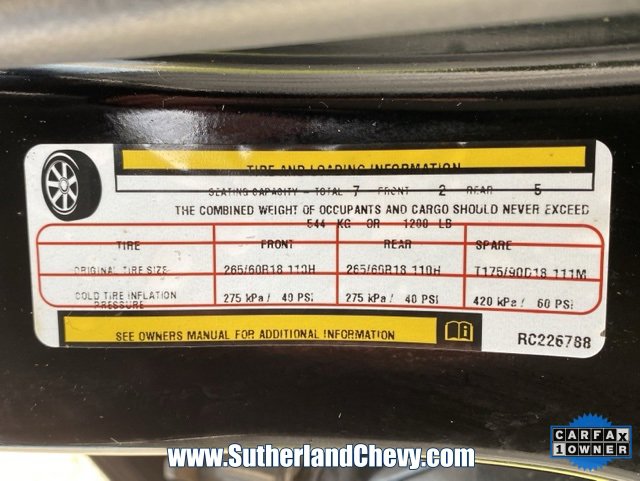 TIRE AND LOADING INFORMATION
SEATING CAPACITY - TOTAL 7 FRONT 2 REAR 5
THE COMBINED WEIGHT OF OCCUPANTS AND CARGO SHOULD NEVER EXCEED
544 KG OR 1200 LB
TIRE FRONT REAR SPARE
ORIGINAL TIRE SIZE 265/60R18 110H 265/60R18 110H T175/90D18 111M
COLD TIRE INFLATION PRESSURE 275 kPa / 40 PSI 275 kPa / 40 PSI 420 kPa / 60 PSI
SEE OWNERS MANUAL FOR ADDITIONAL INFORMATION
RC226788
www.SutherlandChevy.com
CARFAX
1 OWNER